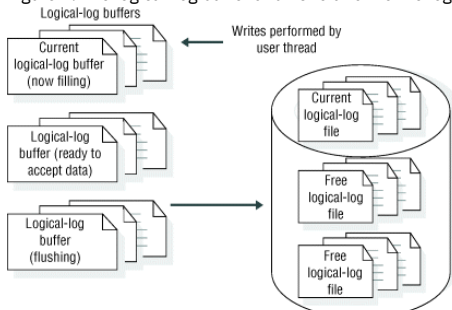 Logical-log buffers
Current
logical-log buffer
(now filling)
Writes performed by
user thread
Logical-log
buffer (ready to
accept data)
Logical-log
buffer
(flushing)
Current
logical-log
file
Free
logical-log
file
Free
logical-log
file